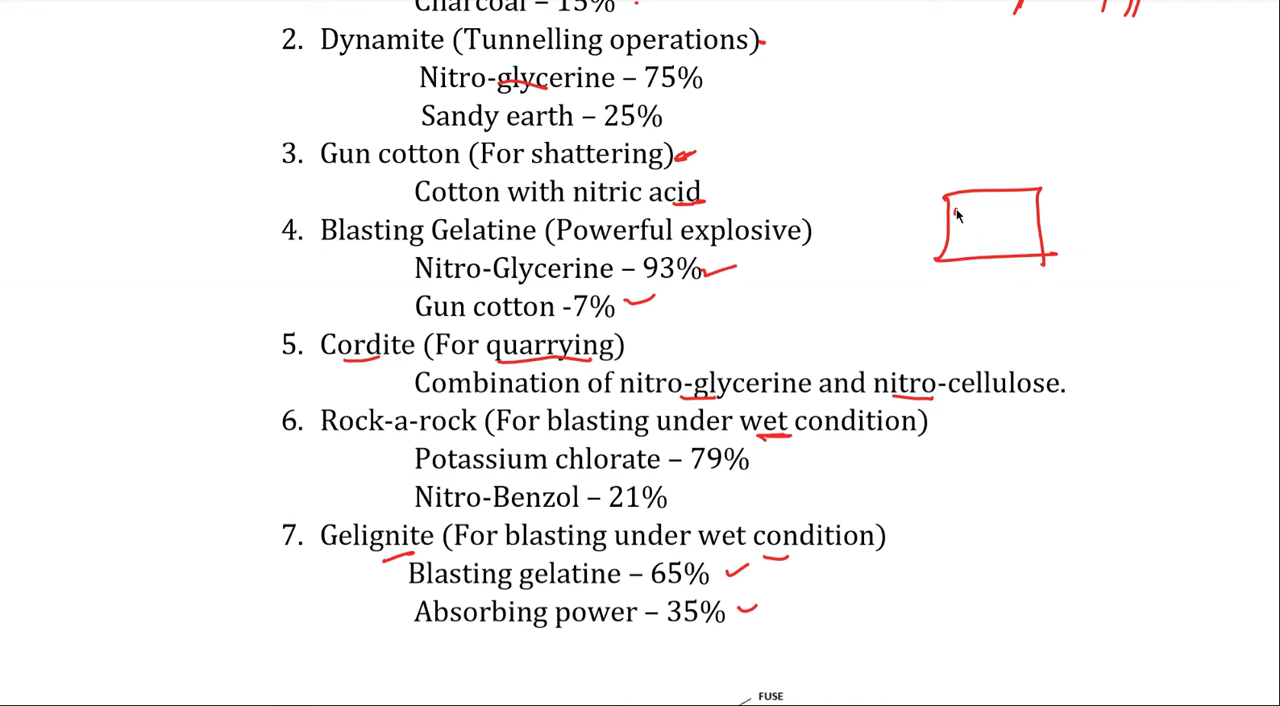 Charcoal – 15%
2. Dynamite (Tunnelling operations)
Nitro-glycerine – 75%
Sandy earth – 25%
3. Gun cotton (For shattering)
Cotton with nitric acid
4. Blasting Gelatine (Powerful explosive)
Nitro-Glycerine – 93%
Gun cotton -7%
5. Cordite (For quarrying)
Combination of nitro-glycerine and nitro-cellulose.
6. Rock-a-rock (For blasting under wet condition)
Potassium chlorate – 79%
Nitro-Benzol – 21%
7. Gelignite (For blasting under wet condition)
Blasting gelatine – 65%
Absorbing power – 35%
FUSE